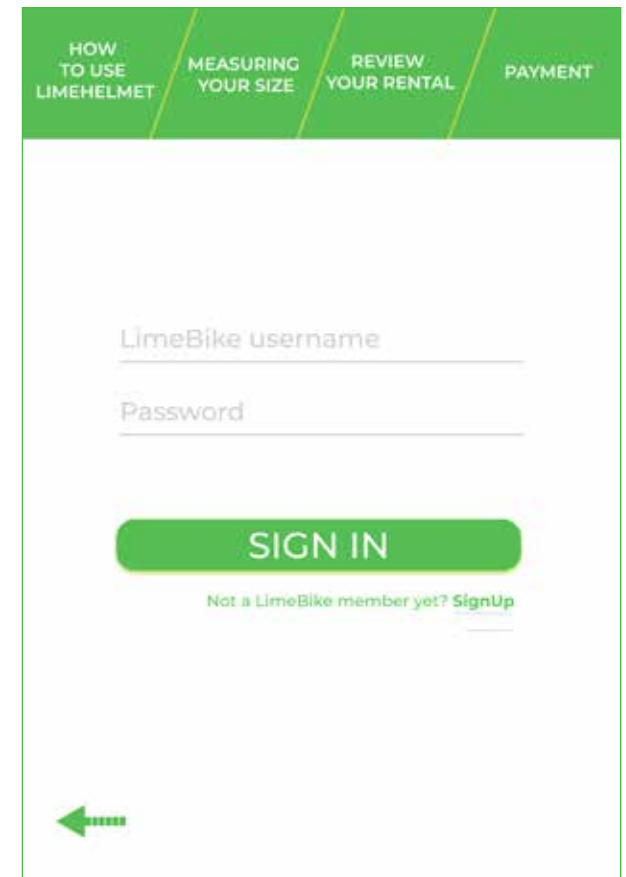 HOW
TO USE
LIMEHELMET
MEASURING
YOUR SIZE
REVIEW
YOUR RENTAL
PAYMENT
LimeBike username
Password
SIGN IN
Not a LimeBike member yet? SignUp